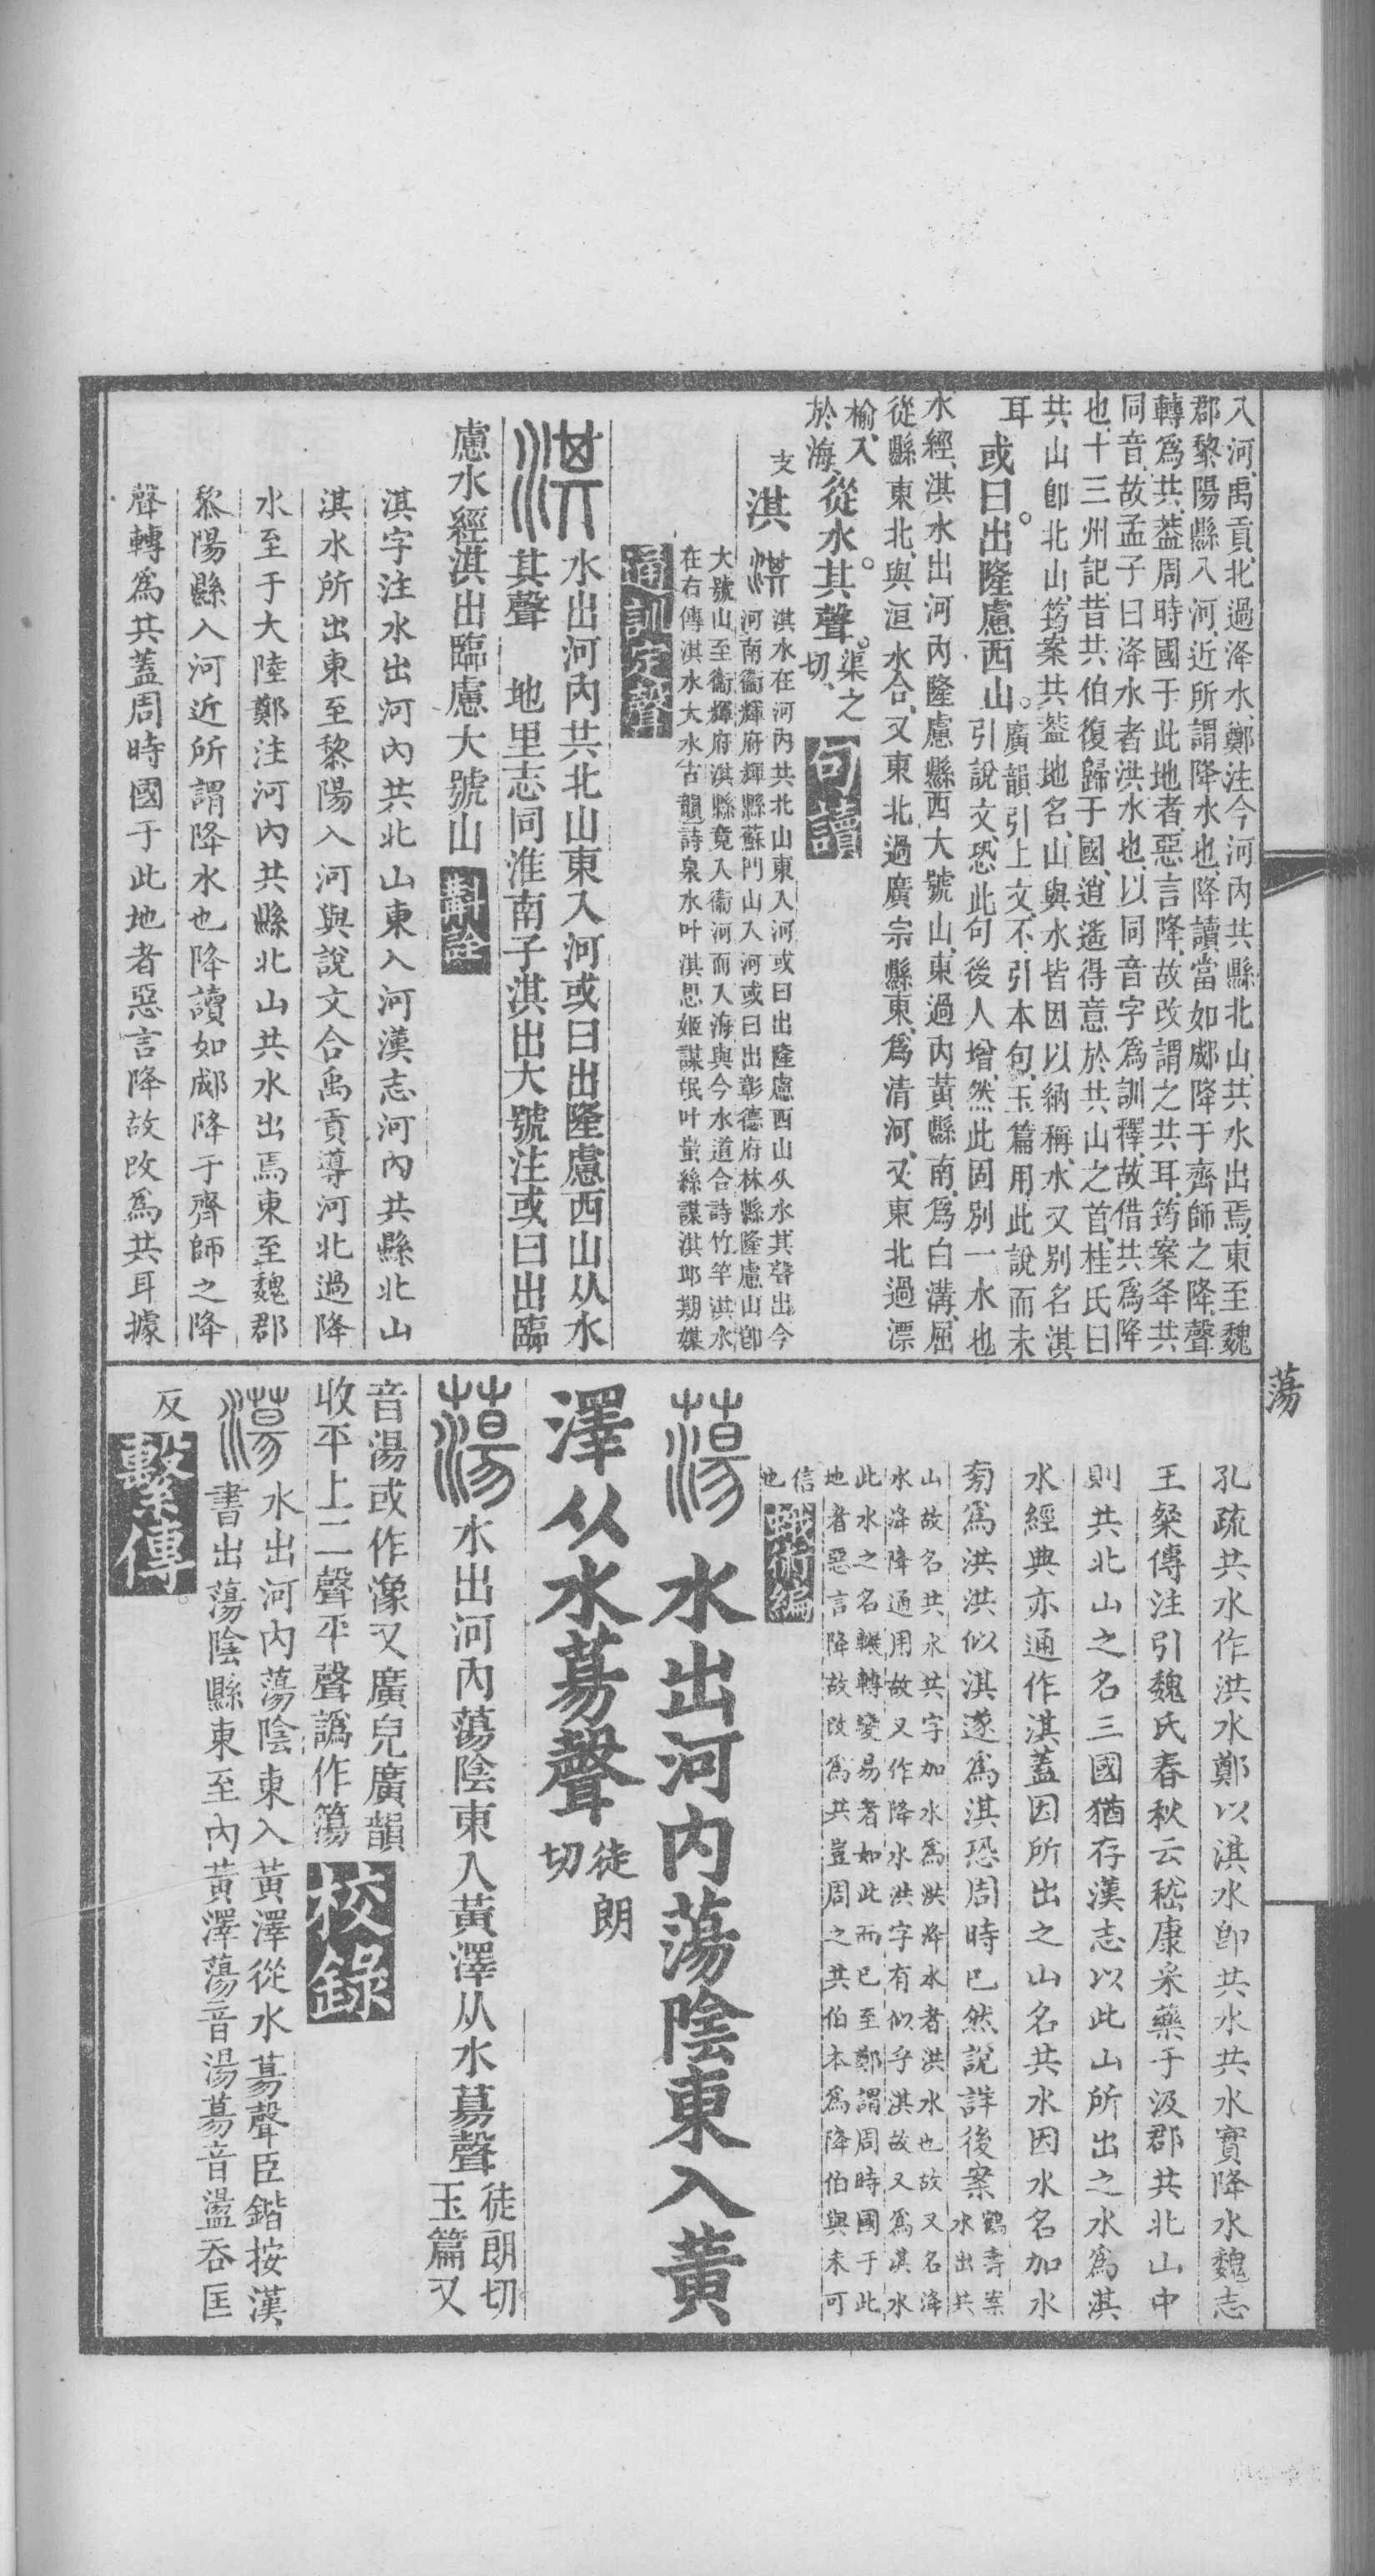 入河、禹貢、北過洚水、鄭注、今河內共縣北山、共水出焉、東至魏
郡黎陽縣入河、近所謂降水也、降讀當如郕降于齊師之降、聲
轉爲共、葢周時國于此地者、惡言降、故改謂之共耳、筠案夅共
同音、故孟子曰洚水者洪水也、以同音字爲訓釋、故借共爲降
也、十三州記、昔共伯復歸于國、逍遙得意於共山之首、桂氏曰
共山卽北山、筠案共葢地名、山與水皆因以納稱、水又別名淇
耳
或曰出隆慮西山。廣韻引上文、不引本句、玉篇用此說而未
引說文、恐此句後人增、然此固別一水也
水經、淇水出河內隆慮縣西大號山、東過內黃縣南、爲白溝、屈
從縣東北、與洹水合、又東北過廣宗縣東、爲清河、又東北過漂
榆、入
於海、從水。其聲。渠之
切、
句讀
支
淇
淇水在河內共北山東入河或曰出隆慮西山从水其聲出今
河南衞輝府輝縣蘇門山入河或曰出彰德府林縣隆慮山卽
大號山至衞輝府淇縣竟入衞河而入海與今水道合詩竹竿淇水
在右傳淇水大水古韻詩泉水叶淇思姬謀氓叶蚩絲謀淇邱期媒
通訓定聲
水出河內共北山東入河或曰出隆慮西山从水
其聲 地里志同淮南子淇出大號注或曰出臨
慮水經淇出臨慮大號山
斠詮
淇字注水出河內共北山東入河漢志河內共縣北山
淇水所出東至黎陽入河與說文合禹貢導河北過降
水至于大陸鄭注河內共縣北山共水出焉東至魏郡
黎陽縣入河近所謂降水也降讀如郕降于齊師之降
聲轉爲共蓋周時國于此地者惡言降故改爲共耳據
蕩
孔疏共水作洪水鄭以淇水卽共水共水實降水魏志
王粲傳注引魏氏春秋云嵇康采藥于汲郡共北山中
則共北山之名三國猶存漢志以此山所出之水爲淇
水經典亦通作淇蓋因所出之山名共水因水名加水
旁爲洪洪似淇遂爲淇恐周時已然說詳後案 鶴壽案
水出共
山故名共水共字加水爲洪洚水者洪水也故又名洚
水洚降通用故又作降水洪字有似乎淇故又爲淇水
此水之名輾轉變易者如此而已至鄭謂周時國于此
地者惡言降故改爲共豈周之共伯本爲降伯與未可
信
也
蛾術編
水出河內蕩陰東入黃
澤从水募聲 徒朗
切
水出河內蕩陰東入黃澤从水募聲 徒朗切
玉篇又
音湯或作潒又廣皃廣韻
收平上二聲平聲譌作簜
校錄
水出河內蕩陰東入黃澤從水募聲臣鍇按漢
書出蕩陰縣東至內黃澤蕩音湯募音盪吞匡
反
繫傳